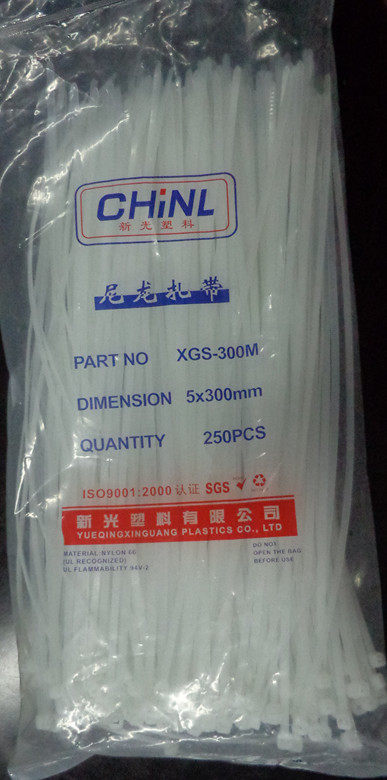 CHiNL
新光塑料
尼龙扎带
PART NO XGS-300M
DIMENSION 5x300mm
QUANTITY 250PCS
ISO9001:2000 认证 SGS
新光塑料有限公司
YUEQINGXINGUANG PLASTICS CO., LTD
MATERIAL: NYLON 66
(UL RECOGNIZED)
UL FLAMMABILITY 94V-2
DO NOT
OPEN THE BAG
BEFORE USE